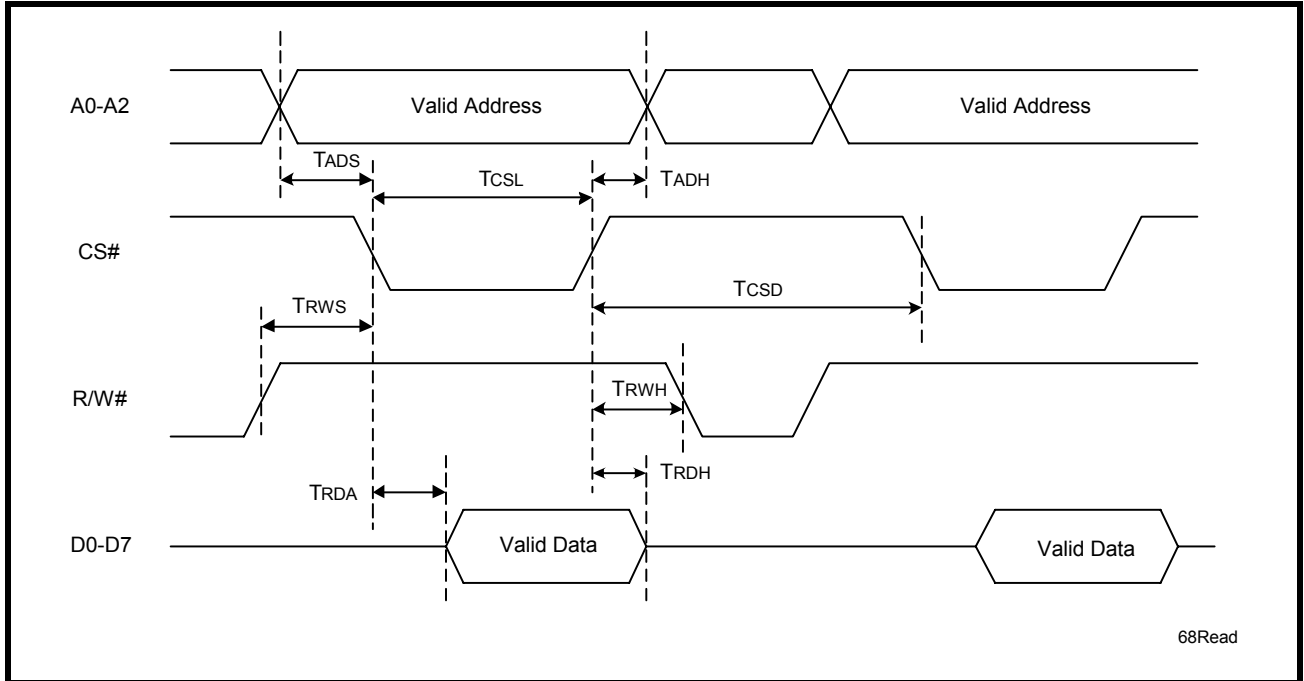 A0-A2
Valid Address
Valid Address
TADS
TCSL
TADH
CS#
TCSD
TRWS
R/W#
TRWH
TRDH
TRDA
D0-D7
Valid Data
Valid Data
68Read